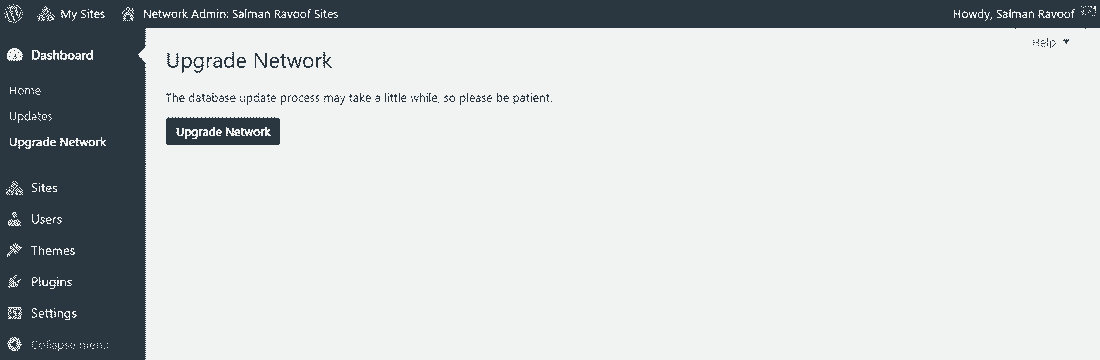 My Sites Network Admin: Salman Ravoof Sites Howdy, Salman Ravoof
Help
Dashboard
Home
Updates
Upgrade Network
Sites
Users
Themes
Plugins
Settings
Collapse menu
Upgrade Network
The database update process may take a little while, so please be patient.
Upgrade Network